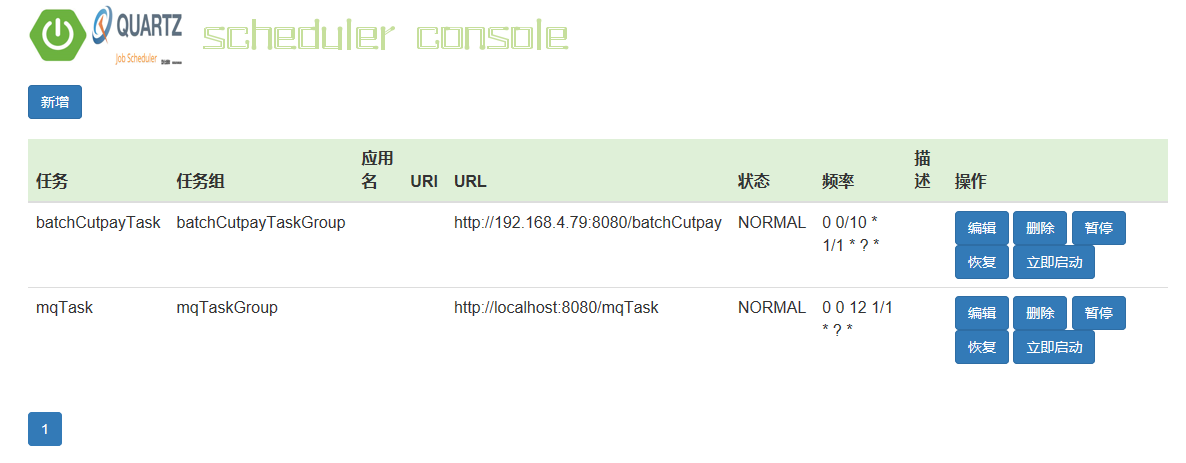 QUARTZ
Job Scheduler
scheduler console
新增
任务 任务组 应用名 URI URL 状态 频率 描述 操作
batchCutpayTask batchCutpayTaskGroup http://192.168.4.79:8080/batchCutpay NORMAL 0 0/10 * 编辑 删除 暂停
1/1 * ? * 恢复 立即启动
mqTask mqTaskGroup http://localhost:8080/mqTask NORMAL 0 0 12 1/1 编辑 删除 暂停
* ? * 恢复 立即启动
1